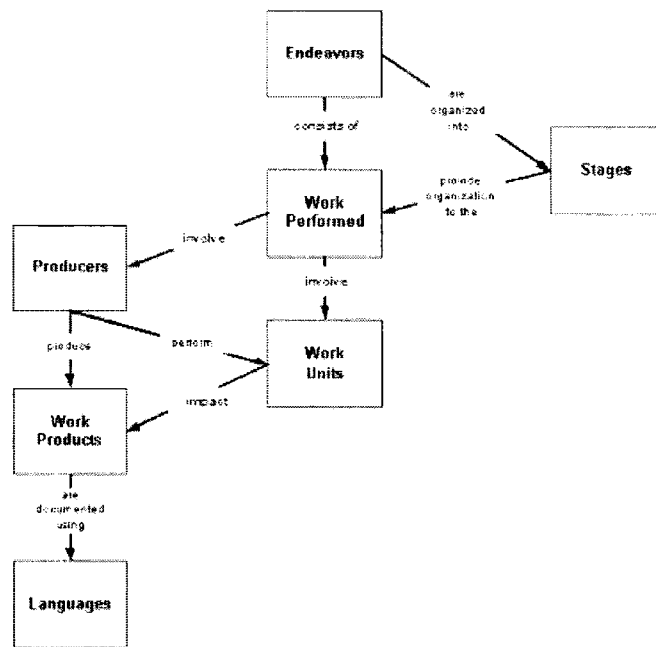 Endeavors
are
organized
into
consists of
Stages
provide
organization
to the
Work
Performed
involve
Producers
involve
produce
perform
Work
Units
impact
Work
Products
are
documented
using
Languages